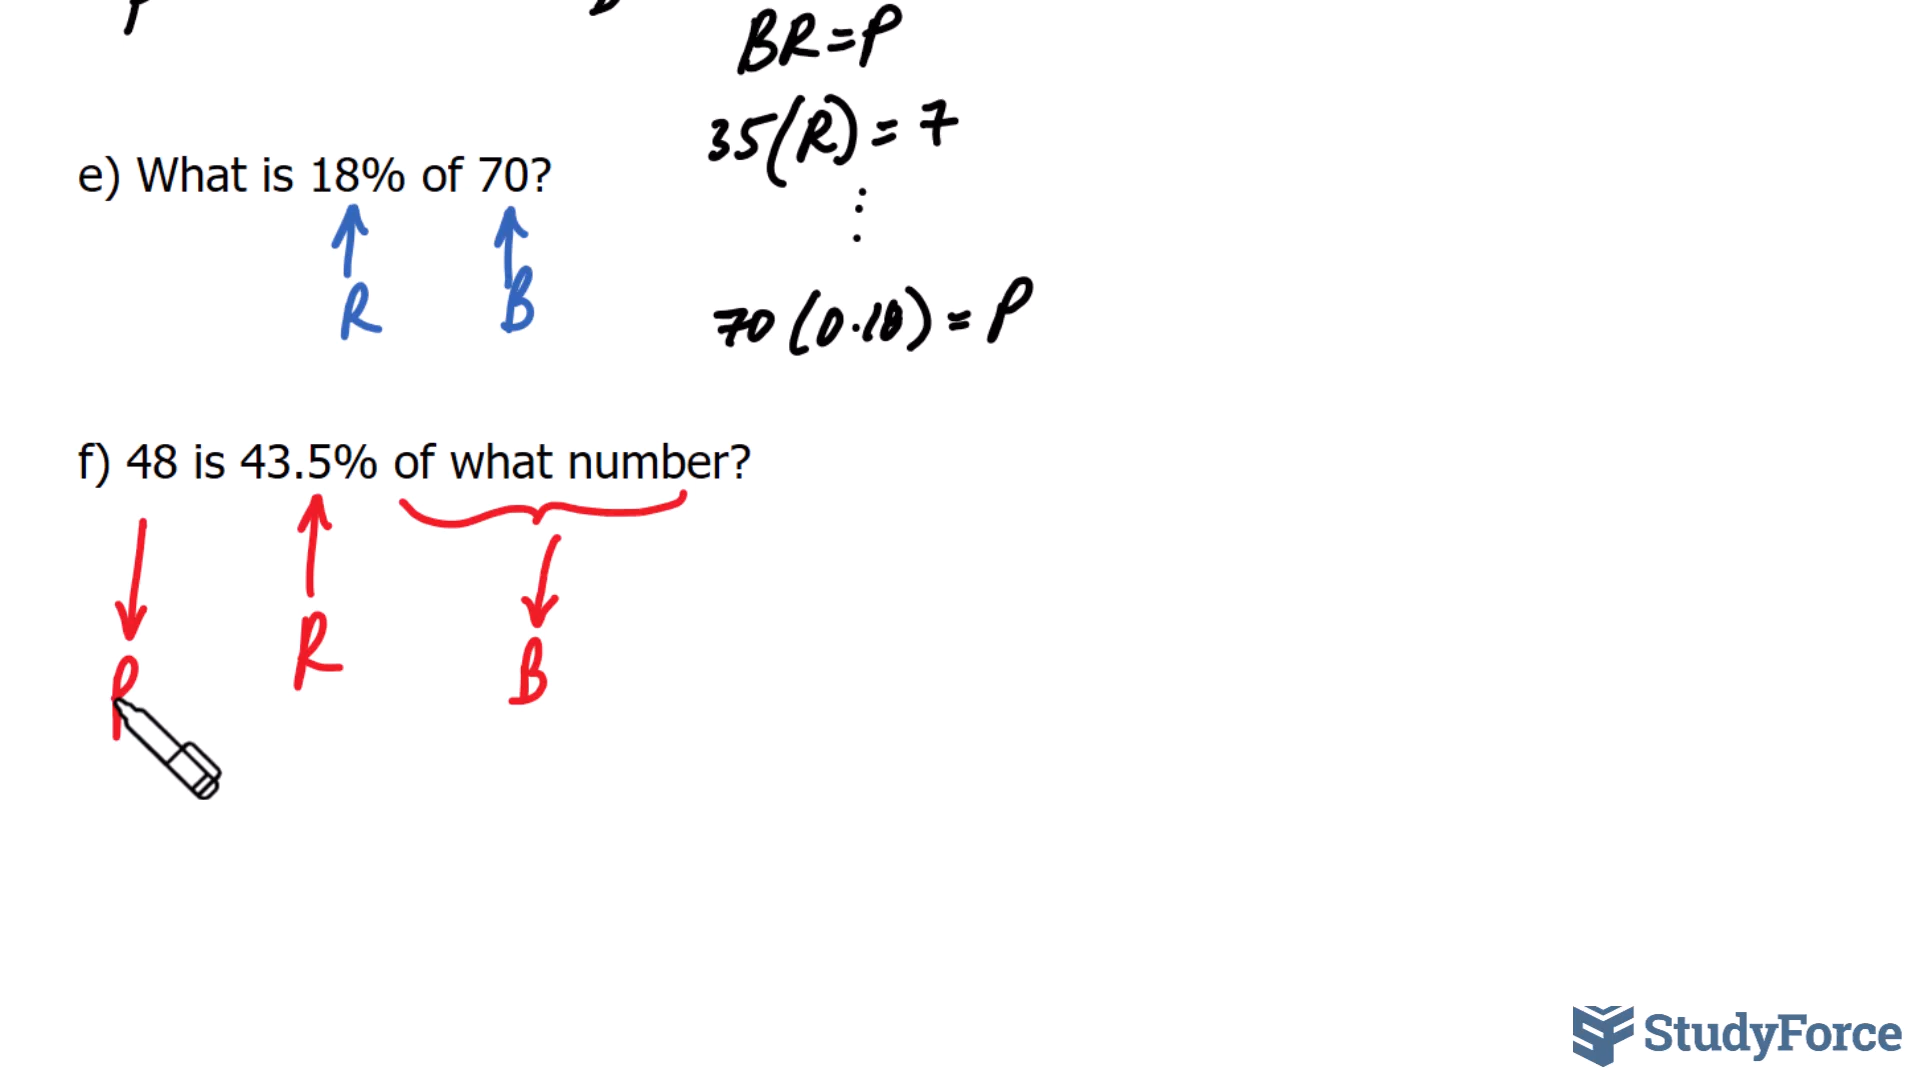 P
BR=P
35(R)=7
e) What is 18% of 70?
R B
70(0.18)=P
f) 48 is 43.5% of what number?
P R B
StudyForce